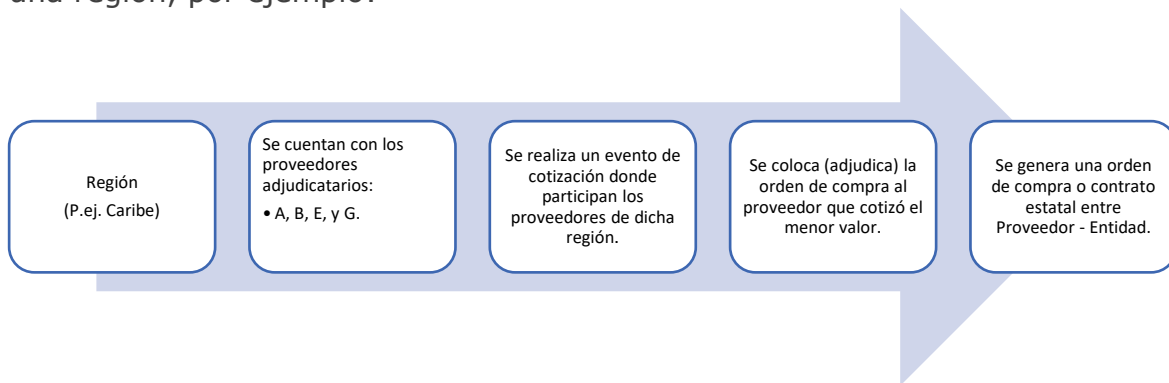 una región, por ejemplo:
Región
(P.ej. Caribe)
Se cuentan con los
proveedores
adjudicatarios:
• A, B, E, y G.
Se realiza un evento de
cotización donde
participan los
proveedores de dicha
región.
Se coloca (adjudica) la
orden de compra al
proveedor que cotizó el
menor valor.
Se genera una orden
de compra o contrato
estatal entre
Proveedor - Entidad.